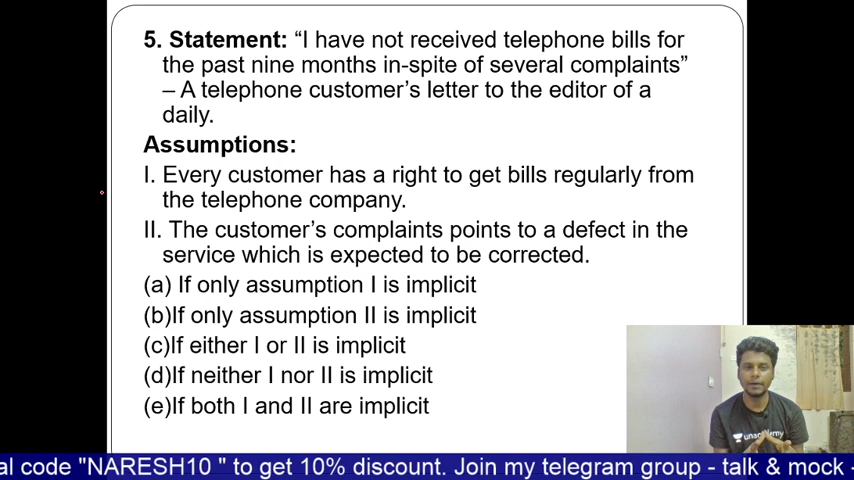 5. Statement: “I have not received telephone bills for
the past nine months in-spite of several complaints”
– A telephone customer’s letter to the editor of a
daily.
Assumptions:
I. Every customer has a right to get bills regularly from
the telephone company.
II. The customer’s complaints points to a defect in the
service which is expected to be corrected.
(a) If only assumption I is implicit
(b)If only assumption II is implicit
(c)If either I or II is implicit
(d)If neither I nor II is implicit
(e)If both I and II are implicit
al code "NARESH10 " to get 10% discount. Join my telegram group - talk & mock -